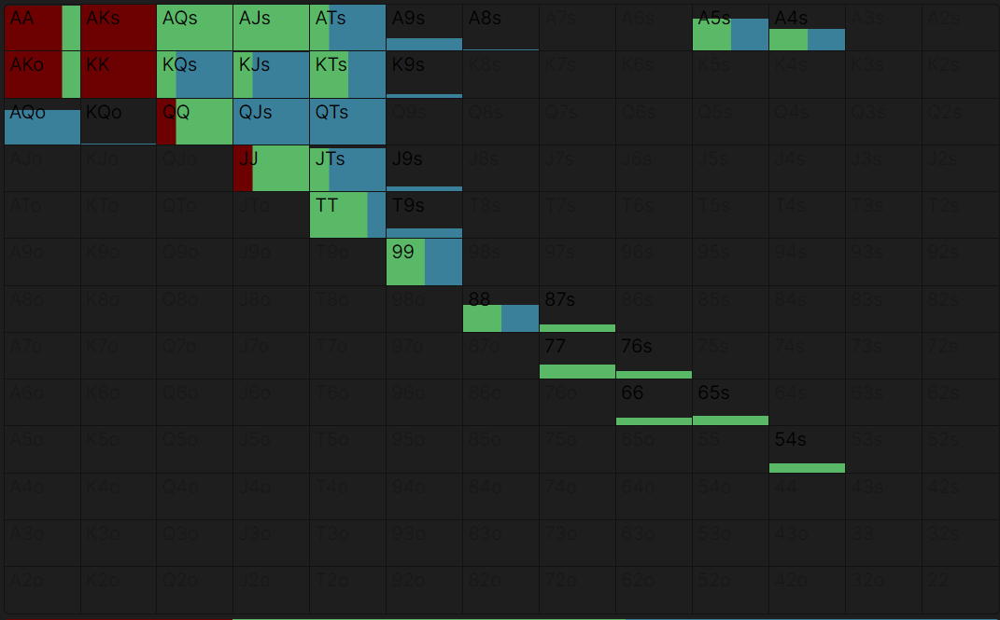 AA AKs AQs AJs ATs A9s A8s A7s A6s A5s A4s A3s A2s
AKo KK KQs KJs KTs K9s K8s K7s K6s K5s K4s K3s K2s
AQo KQo QQ QJs QTs Q9s Q8s Q7s Q6s Q5s Q4s Q3s Q2s
AJo KJo QJo JJ JTs J9s J8s J7s J6s J5s J4s J3s J2s
ATo KTo QTo JTo TT T9s T8s T7s T6s T5s T4s T3s T2s
A9o K9o Q9o J9o T9o 99 98s 97s 96s 95s 94s 93s 92s
A8o K8o Q8o J8o T8o 98o 88 87s 86s 85s 84s 83s 82s
A7o K7o Q7o J7o T7o 97o 87o 77 76s 75s 74s 73s 72s
A6o K6o Q6o J6o T6o 96o 86o 76o 66 65s 64s 63s 62s
A5o K5o Q5o J5o T5o 95o 85o 75o 65o 55 54s 53s 52s
A4o K4o Q4o J4o T4o 94o 84o 74o 64o 54o 44 43s 42s
A3o K3o Q3o J3o T3o 93o 83o 73o 63o 53o 43o 33 32s
A2o K2o Q2o J2o T2o 92o 82o 72o 62o 52o 42o 32o 22